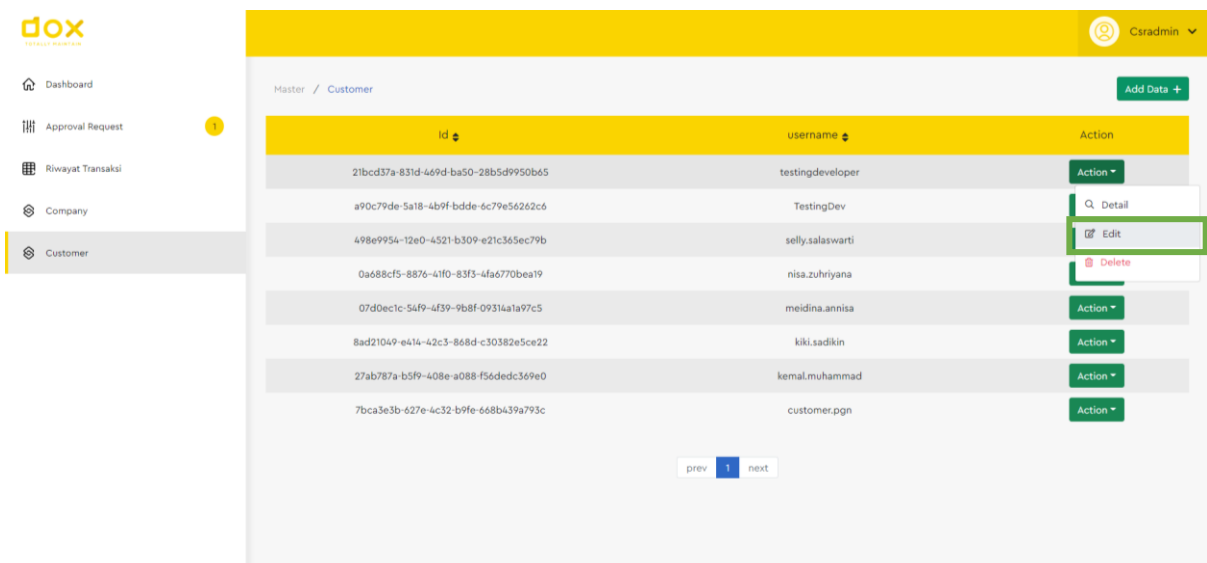 dox
Csradmin
Dashboard
Master / Customer
Add Data +
Approval Request 1
Id username Action
Riwayat Transaksi
21bcd37a-831d-469d-ba50-28b5d9950b65 testingdeveloper Action
Company
a90c79de-5a18-4b9f-bdde-6c79e56262c6 TestingDev
Detail
Customer
498e9954-12e0-4521-b309-e21c365ec79b selly.salaswarti
Edit
0a688cf5-8876-41f0-83f3-4fa6770bea19 nisa.zuhriyana
Delete
07d0ec1c-54f9-4f39-9b8f-09314a1a97c5 meidina.annisa Action
8ad21049-e414-42c3-868d-c30382e5ce22 kiki.sadikin Action
27ab787a-b5f9-408e-a088-f56dedc369e0 kemal.muhammad Action
7bca3e3b-627e-4c32-b9fe-668b439a793c customer.pgn Action
prev 1 next